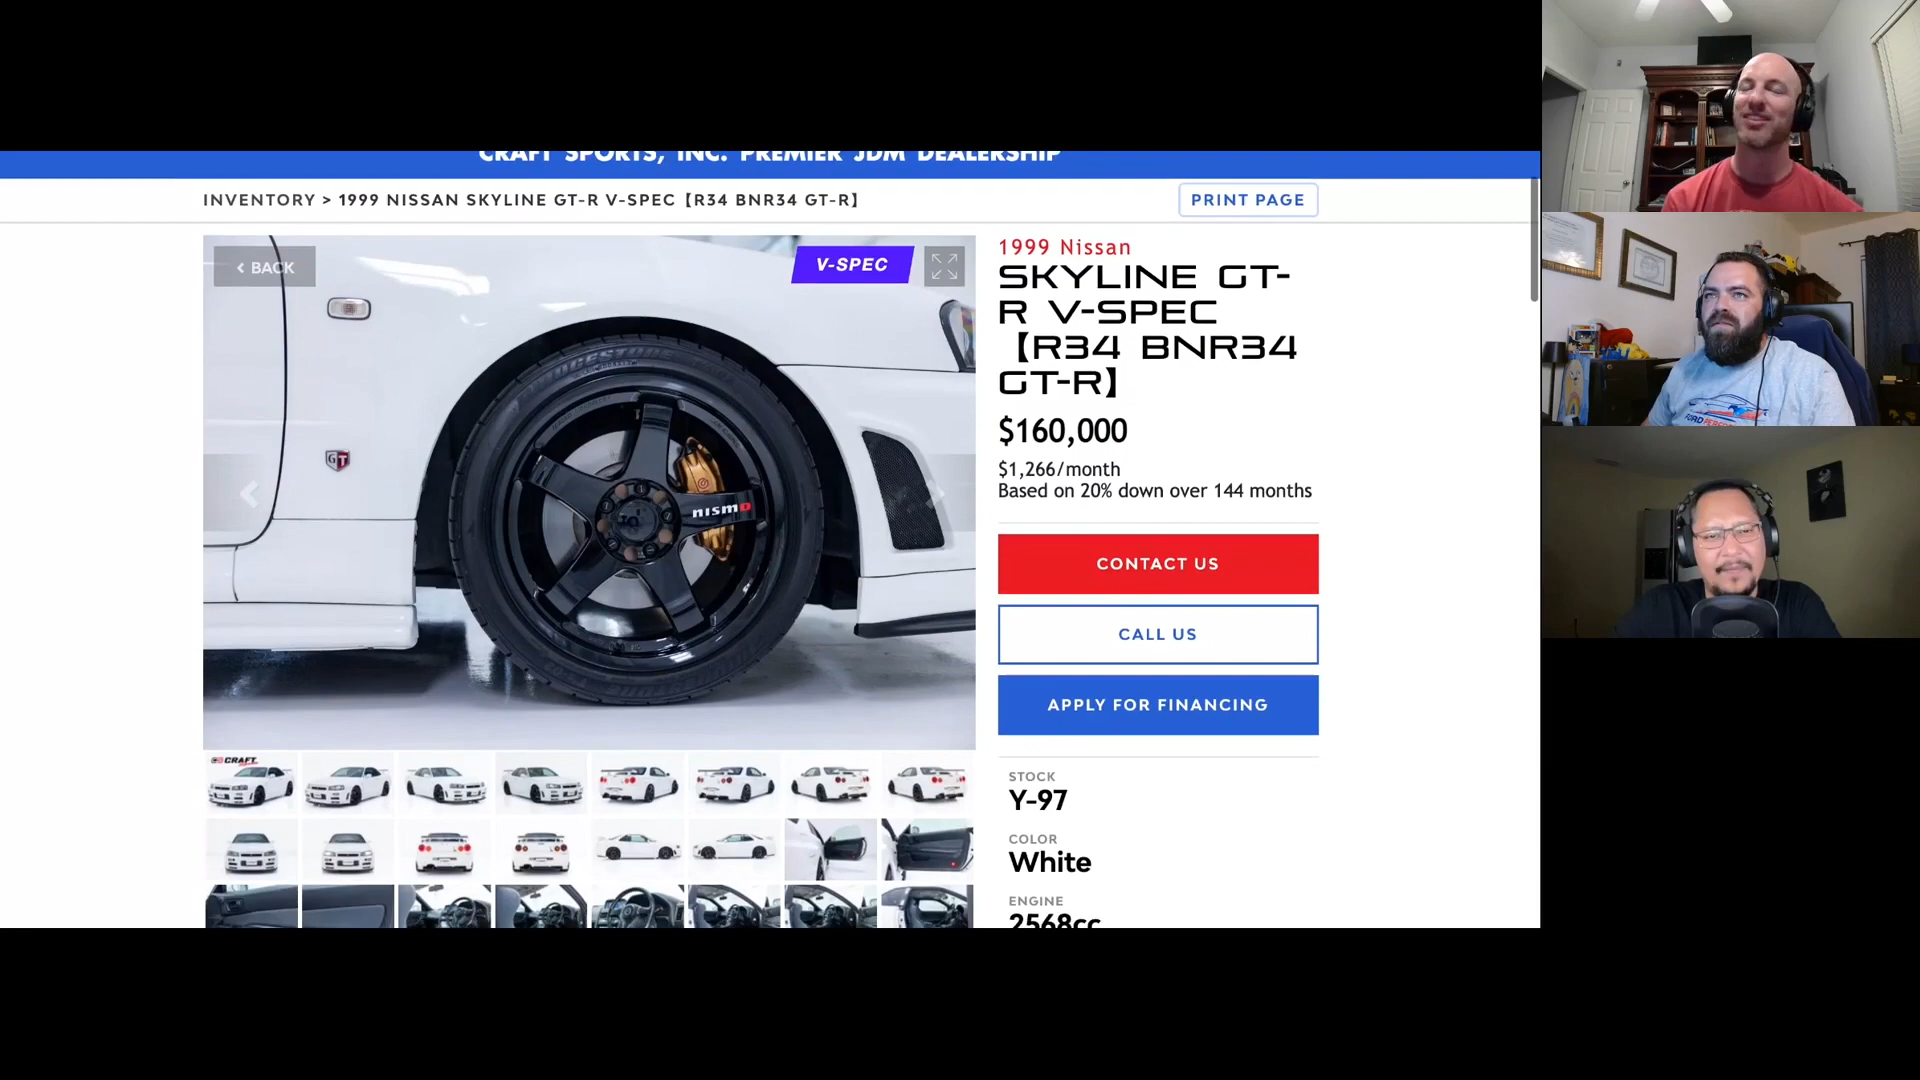 CRAFT SPORTS, INC. PREMIER JDM DEALERSHIP
INVENTORY > 1999 NISSAN SKYLINE GT-R V-SPEC【R34 BNR34 GT-R】
PRINT PAGE
‹ BACK
V-SPEC
GT
nismo
1999 Nissan
SKYLINE GT-
R V-SPEC
【R34 BNR34
GT-R】
$160,000
$1,266/month
Based on 20% down over 144 months
CONTACT US
CALL US
APPLY FOR FINANCING
STOCK
Y-97
COLOR
White
ENGINE
2568cc
CRAFT